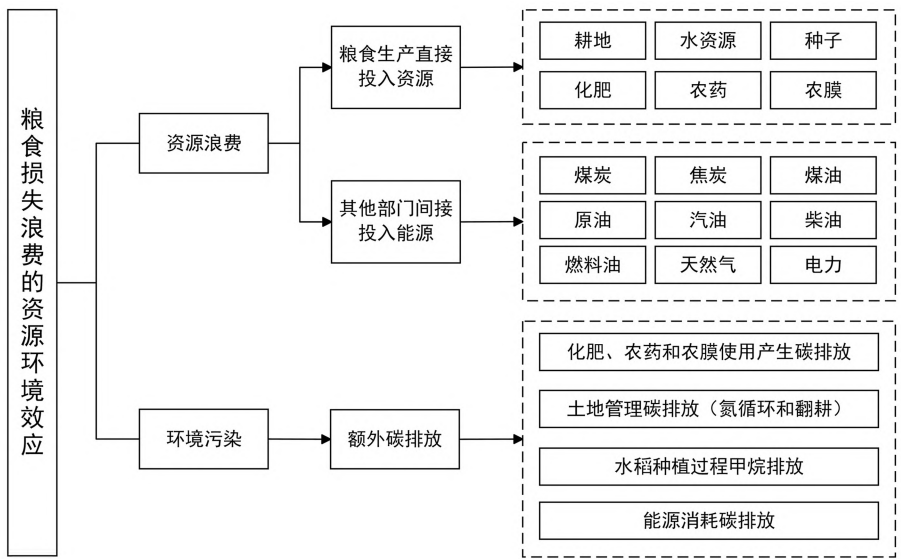 粮食损失浪费的资源环境效应
资源浪费
粮食生产直接
投入资源
耕地
水资源
种子
化肥
农药
农膜
其他部门间接
投入能源
煤炭
焦炭
煤油
原油
汽油
柴油
燃料油
天然气
电力
环境污染
额外碳排放
化肥、农药和农膜使用产生碳排放
土地管理碳排放（氮循环和翻耕）
水稻种植过程甲烷排放
能源消耗碳排放